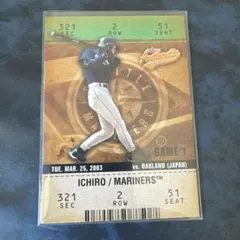 321 2 51
SEC ROW SEAT
GAME 1
TUE. MAR. 25, 2003 vs. OAKLAND (JAPAN)
ICHIRO / MARINERS™
321 2 51
SEC ROW SEAT